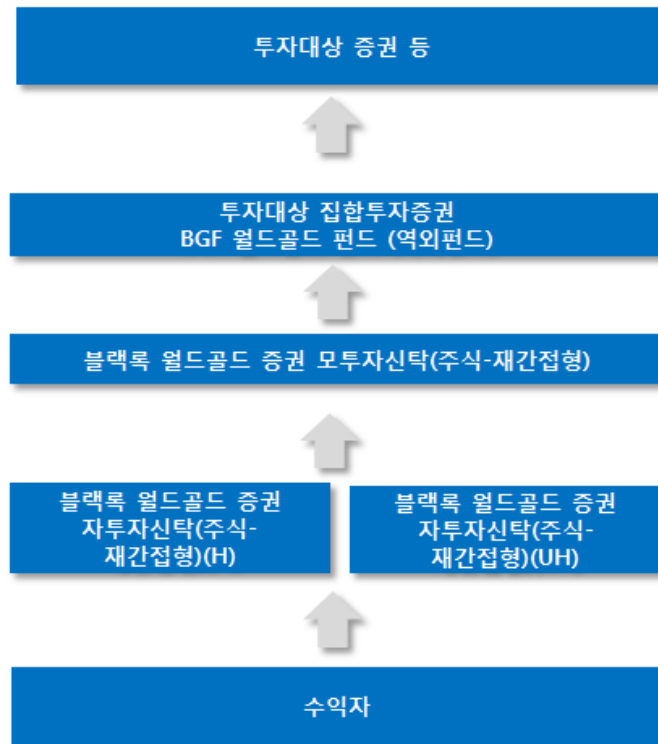 투자대상 증권 등
투자대상 집합투자증권
BGF 월드골드 펀드 (역외펀드)
블랙록 월드골드 증권 모투자신탁(주식-재간접형)
블랙록 월드골드 증권
자투자신탁(주식-
재간접형)(H)
블랙록 월드골드 증권
자투자신탁(주식-
재간접형)(UH)
수익자